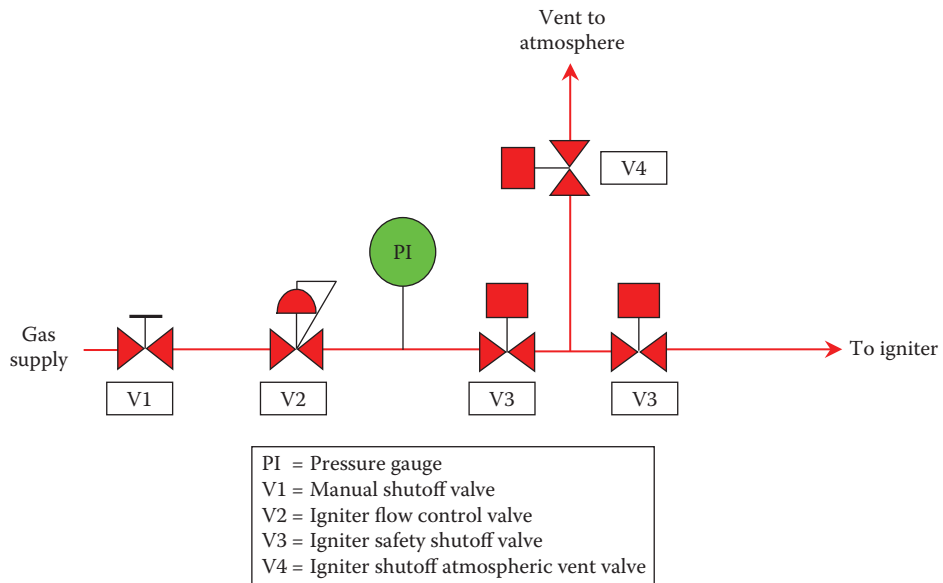 Vent to
atmosphere
V4
PI
Gas
supply
To igniter
V1
V2
V3
V3
PI = Pressure gauge
V1 = Manual shutoff valve
V2 = Igniter flow control valve
V3 = Igniter safety shutoff valve
V4 = Igniter shutoff atmospheric vent valve